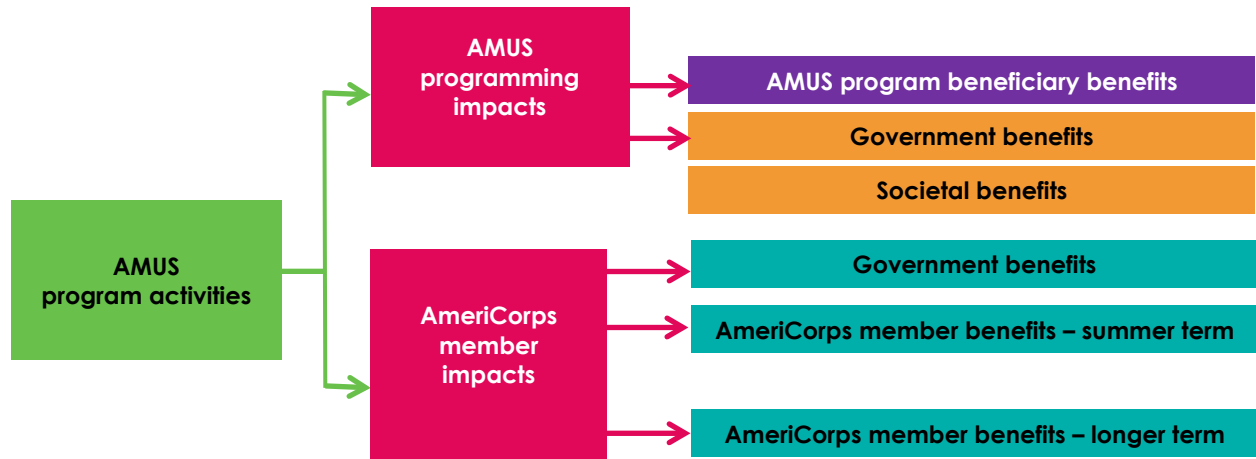 AMUS
programming
impacts
AMUS program beneficiary benefits
Government benefits
Societal benefits
AMUS
program activities
AmeriCorps
member
impacts
Government benefits
AmeriCorps member benefits – summer term
AmeriCorps member benefits – longer term